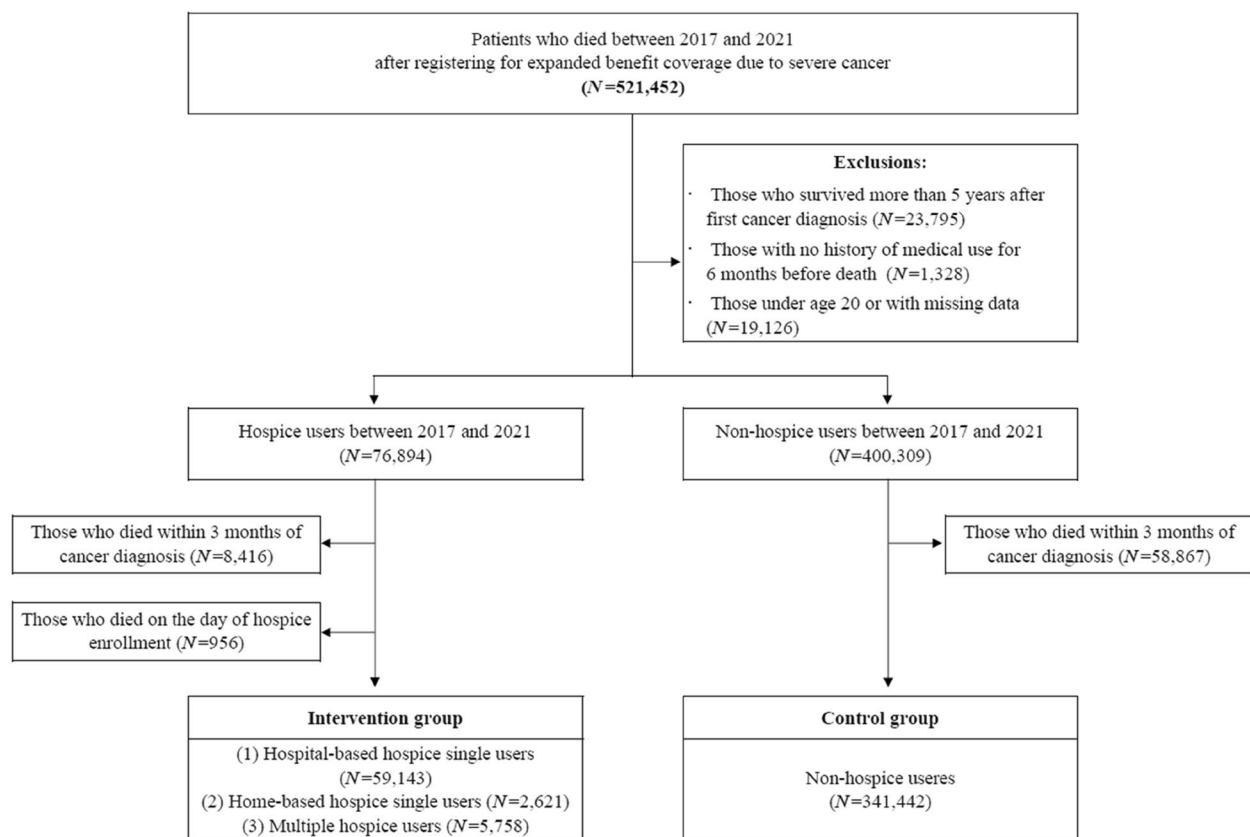 Patients who died between 2017 and 2021
after registering for expanded benefit coverage due to severe cancer
(N=521,452)
Exclusions:
· Those who survived more than 5 years after
first cancer diagnosis (N=23,795)
· Those with no history of medical use for
6 months before death (N=1,328)
· Those under age 20 or with missing data
(N=19,126)
Hospice users between 2017 and 2021
(N=76,894)
Non-hospice users between 2017 and 2021
(N=400,309)
Those who died within 3 months of
cancer diagnosis (N=8,416)
Those who died within 3 months of
cancer diagnosis (N=58,867)
Those who died on the day of hospice
enrollment (N=956)
Intervention group
(1) Hospital-based hospice single users
(N=59,143)
(2) Home-based hospice single users (N=2,621)
(3) Multiple hospice users (N=5,758)
Control group
Non-hospice useres
(N=341,442)